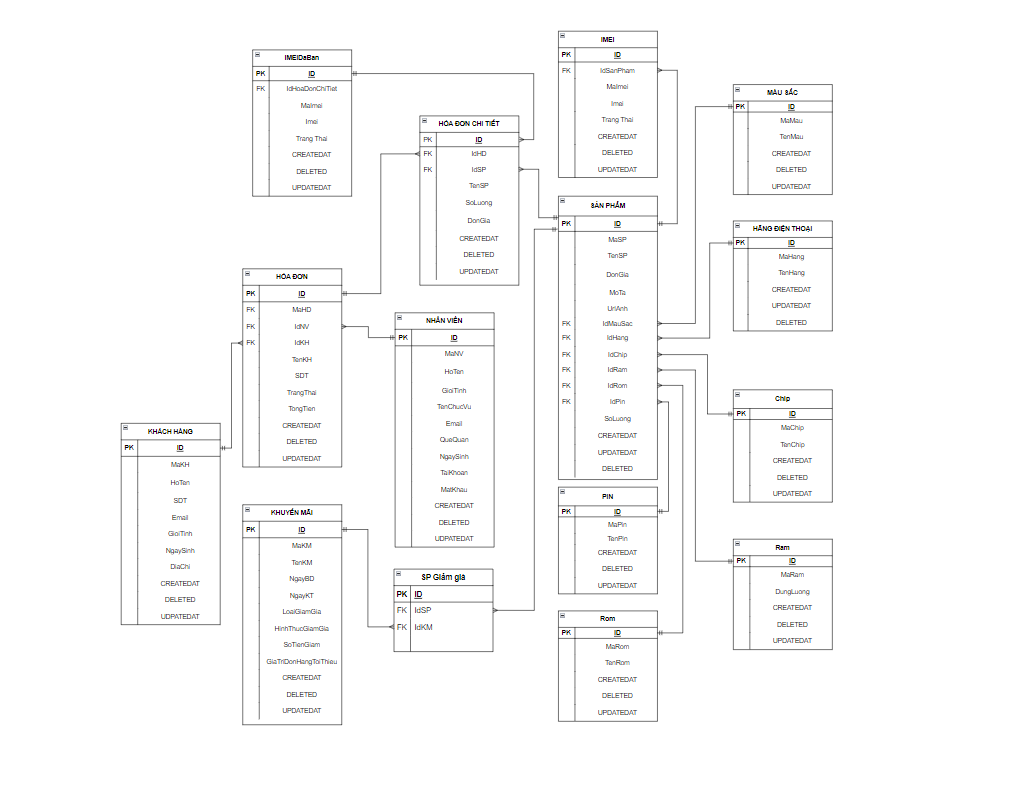 IMEIDaBan
PK ID
FK IdHoaDonChiTiet
MaImei
Imei
Trang Thai
CREATEDAT
DELETED
UPDATEDAT
HÓA ĐƠN CHI TIẾT
PK ID
FK IdHD
FK IdSP
TenSP
SoLuong
DonGia
CREATEDAT
DELETED
UPDATEDAT
IMEI
PK ID
FK IdSanPham
MaImei
Imei
Trang Thai
CREATEDAT
DELETED
UPDATEDAT
MÀU SẮC
PK ID
MaMau
TenMau
CREATEDAT
DELETED
UPDATEDAT
SẢN PHẨM
PK ID
MaSP
TenSP
DonGia
MoTa
UrlAnh
FK IdMauSac
FK IdHang
FK IdChip
FK IdRam
FK IdRom
FK IdPin
SoLuong
CREATEDAT
UPDATEDAT
DELETED
HÃNG ĐIỆN THOẠI
PK ID
MaHang
TenHang
CREATEDAT
UPDATEDAT
DELETED
HÓA ĐƠN
PK ID
FK MaHD
FK IdNV
FK IdKH
TenKH
SDT
TrangThai
TongTien
CREATEDAT
DELETED
UPDATEDAT
NHÂN VIÊN
PK ID
MaNV
HoTen
GioiTinh
TenChucVu
Email
QueQuan
NgaySinh
TaiKhoan
MatKhau
CREATEDAT
DELETED
UDPATEDAT
KHÁCH HÀNG
PK ID
MaKH
HoTen
SDT
Email
GioiTinh
NgaySinh
DiaChi
CREATEDAT
DELETED
UDPATEDAT
Chip
PK ID
MaChip
TenChip
CREATEDAT
DELETED
UPDATEDAT
KHUYẾN MÃI
PK ID
MaKM
TenKM
NgayBD
NgayKT
LoaiGiamGia
HinhThucGiamGia
SoTienGiam
GiaTriDonHangToiThieu
CREATEDAT
DELETED
UPDATEDAT
SP Giảm giá
PK ID
FK IdSP
FK IdKM
PIN
PK ID
MaPin
TenPin
CREATEDAT
DELETED
UPDATEDAT
Ram
PK ID
MaRam
DungLuong
CREATEDAT
DELETED
UPDATEDAT
Rom
PK ID
MaRom
TenRom
CREATEDAT
DELETED
UPDATEDAT